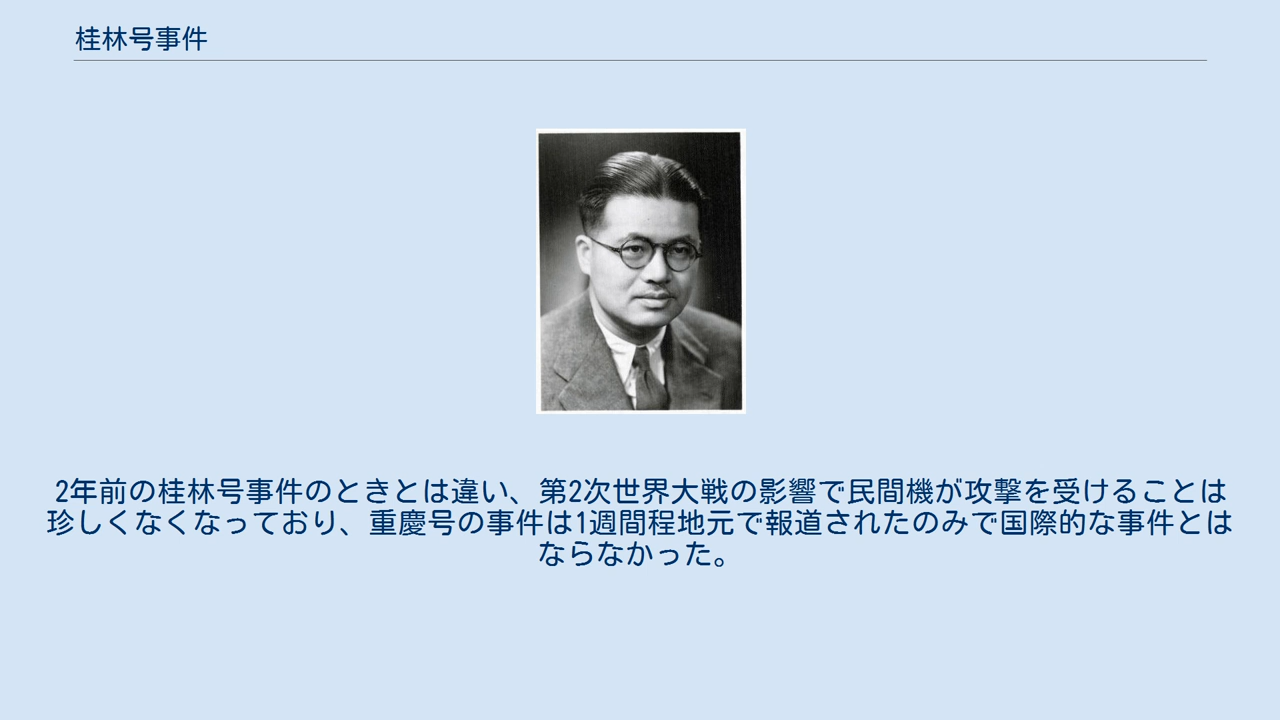 桂林号事件
2年前の桂林号事件のときとは違い、第2次世界大戦の影響で民間機が攻撃を受けることは
珍しくなくなっており、重慶号の事件は1週間程地元で報道されたのみで国際的な事件とは
ならなかった。